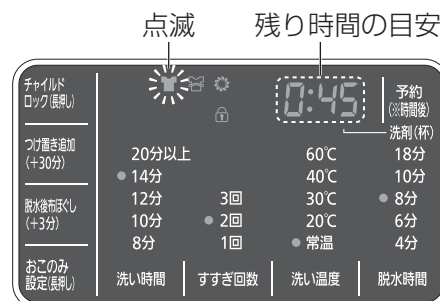 点滅 残り時間の目安
チャイルド
ロック(長押し)
0:45
予約
(※時間後)
洗剤(杯)
つけ置き追加
(+30分)
20分以上 60℃ 18分
14分 40℃ 10分
脱水後布ほぐし
(+3分)
12分 3回 30℃ 8分
10分 2回 20℃ 6分
8分 1回 常温 4分
おこのみ
設定(長押し)
洗い時間 すすぎ回数 洗い温度 脱水時間